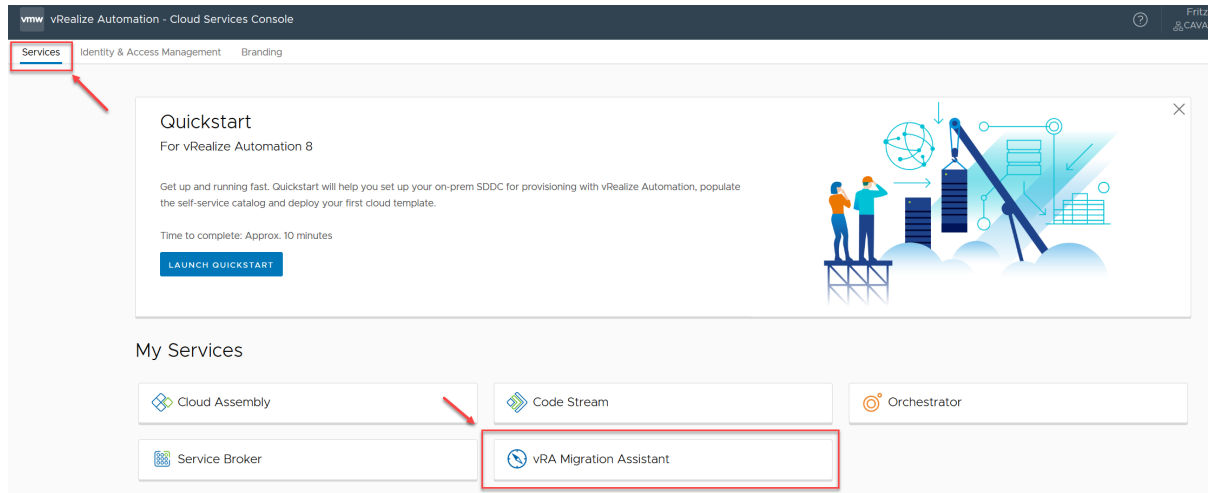 vmw vRealize Automation - Cloud Services Console
Fritz
CAVA
Services Identity & Access Management Branding
Quickstart
For vRealize Automation 8
Get up and running fast. Quickstart will help you set up your on-prem SDDC for provisioning with vRealize Automation, populate
the self-service catalog and deploy your first cloud template.
Time to complete: Approx. 10 minutes
LAUNCH QUICKSTART
My Services
Cloud Assembly
Code Stream
Orchestrator
Service Broker
vRA Migration Assistant